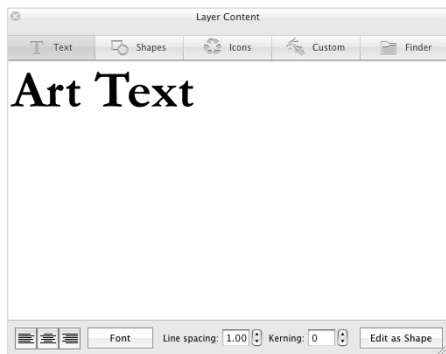 Layer Content
Text Shapes Icons Custom Finder
Art Text
Font Line spacing: 1.00 Kerning: 0 Edit as Shape